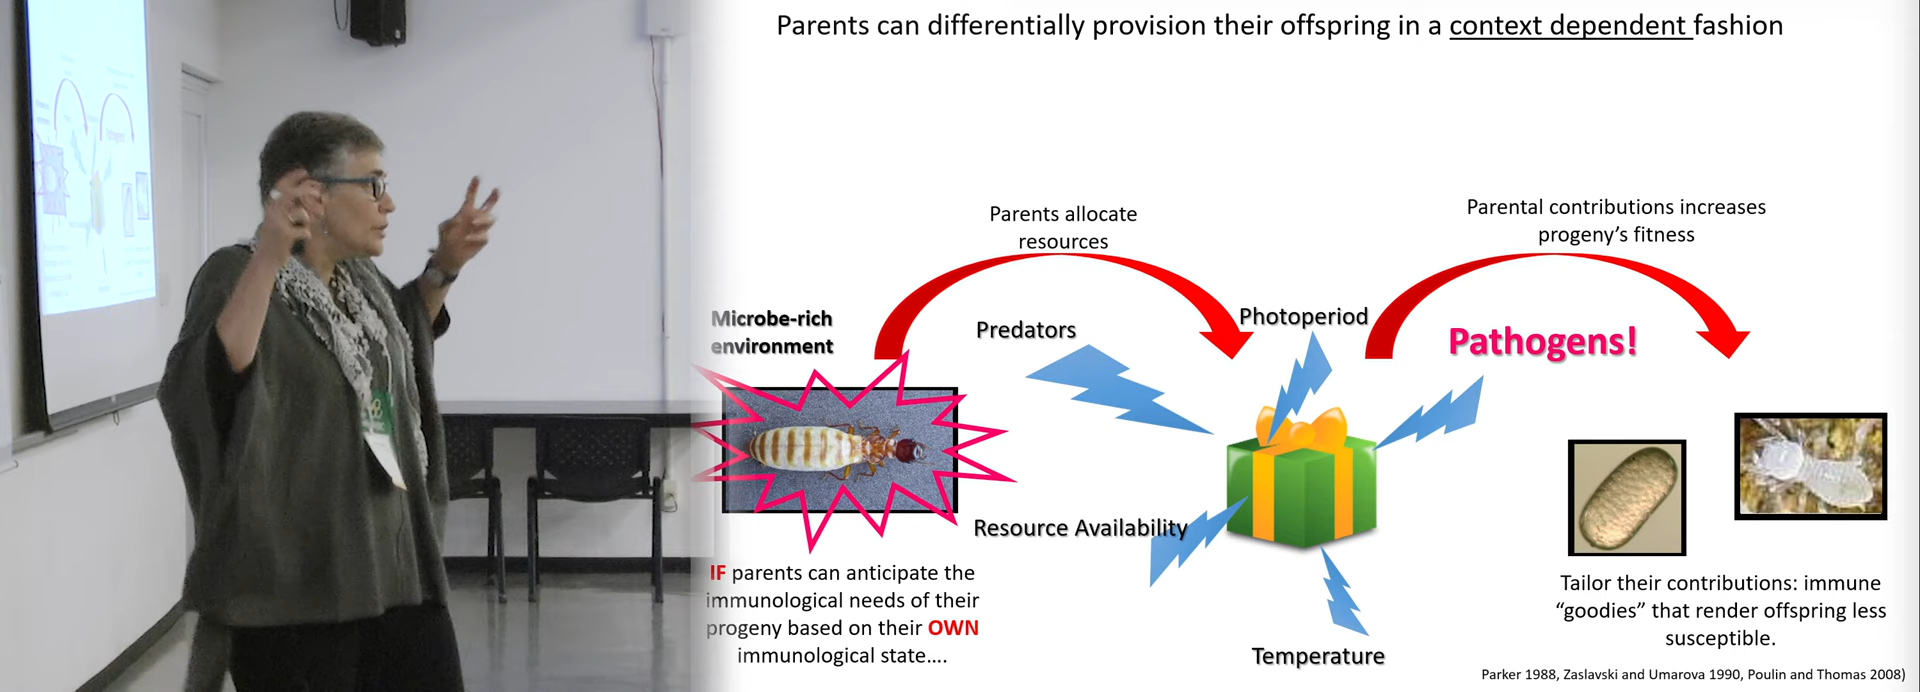 Parents can differentially provision their offspring in a context dependent fashion
Parents allocate
resources
Parental contributions increases
progeny's fitness
Microbe-rich
environment
Predators
Photoperiod
Pathogens!
Resource Availability
IF parents can anticipate the
immunological needs of their
progeny based on their OWN
immunological state....
Temperature
Tailor their contributions: immune
“goodies” that render offspring less
susceptible.
Parker 1988, Zaslavski and Umarova 1990, Poulin and Thomas 2008)